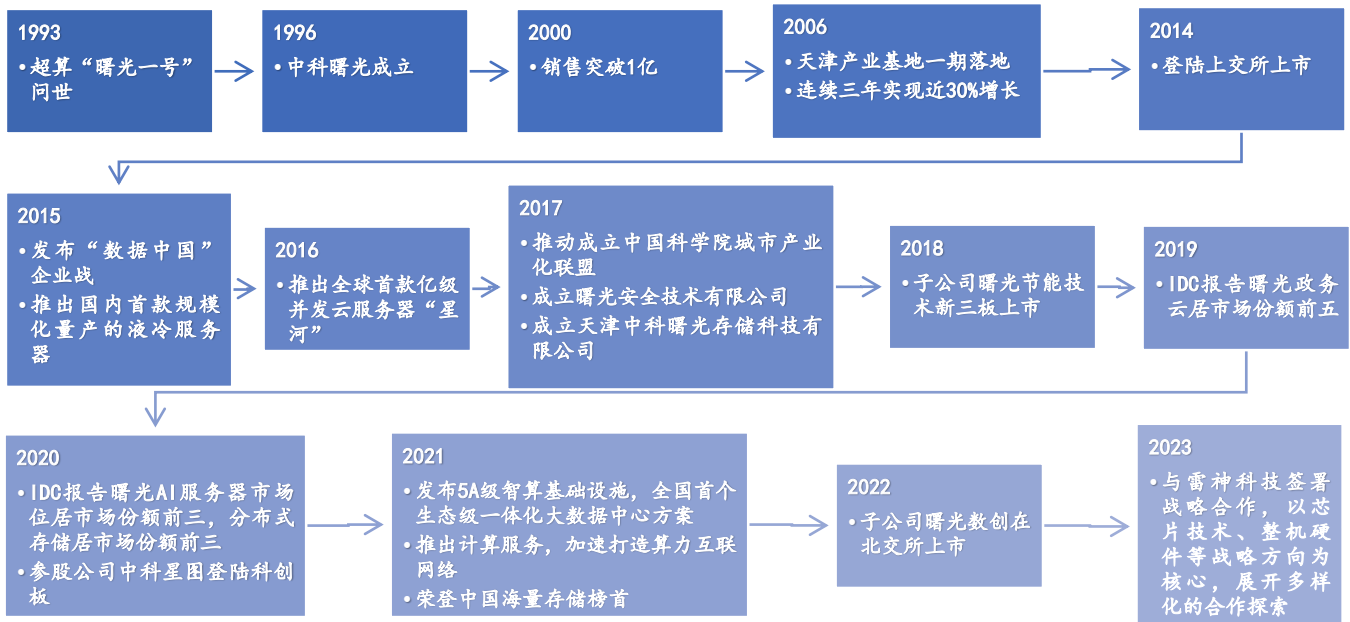 1993
•超算“曙光一号”
问世
1996
•中科曙光成立
2000
•销售突破1亿
2006
•天津产业基地一期落地
•连续三年实现近30%增长
2014
•登陆上交所上市
2015
•发布“数据中国”
企业战
•推出国内首款规模
化量产的液冷服务
器
2016
•推出全球首款亿级
并发云服务器“星
河”
2017
•推动成立中国科学院城市产业
化联盟
•成立曙光安全技术有限公司
•成立天津中科曙光存储科技有
限公司
2018
•子公司曙光节能技
术新三板上市
2019
•IDC报告曙光政务
云居市场份额前五
2020
•IDC报告曙光AI服务器市场
位居市场份额前三，分布式
存储居市场份额前三
•参股公司中科星图登陆科创
板
2021
•发布5A级智算基础设施，全国首个
生态级一体化大数据中心方案
•推出计算服务，加速打造算力互联
网络
•荣登中国海量存储榜首
2022
•子公司曙光数创在
北交所上市
2023
•与雷神科技签署
战略合作，以芯
片技术、整机硬
件等战略方向为
核心，展开多样
化的合作探索